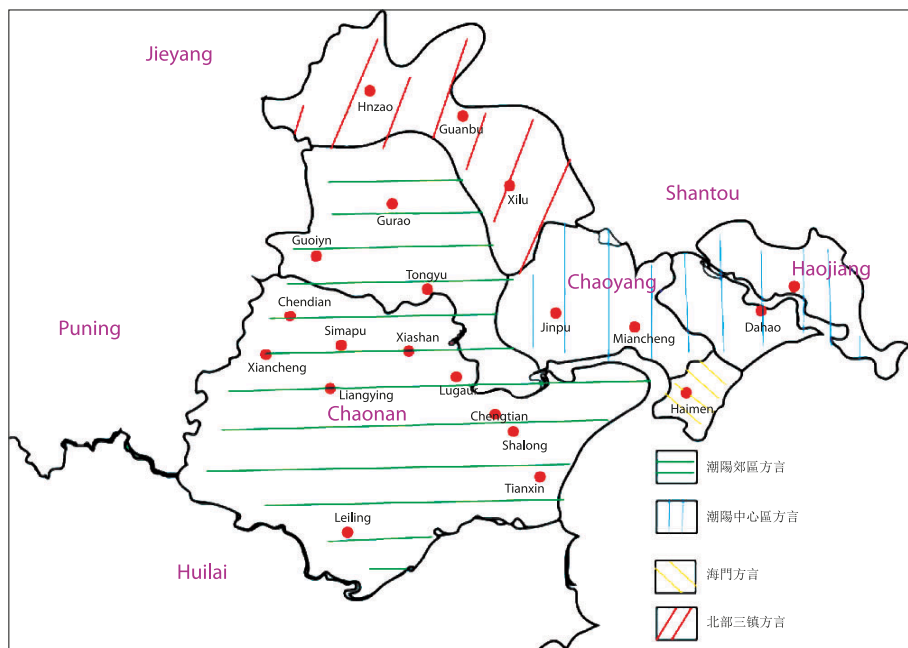 Jieyang
Hnzao
Guanbu
Xilu
Shantou
Gurao
Guoiyn
Tongyu
Chaoyang
Haojiang
Chendian
Puning
Simapu
Xiashan
Jinpu
Miancheng
Dahao
Xiancheng
Liangying
Lugaur
Haimen
Chaonan
Chengtian
Shalong
Tianxin
Leiling
Huilai
潮陽郊區方言
潮陽中心區方言
海門方言
北部三镇方言